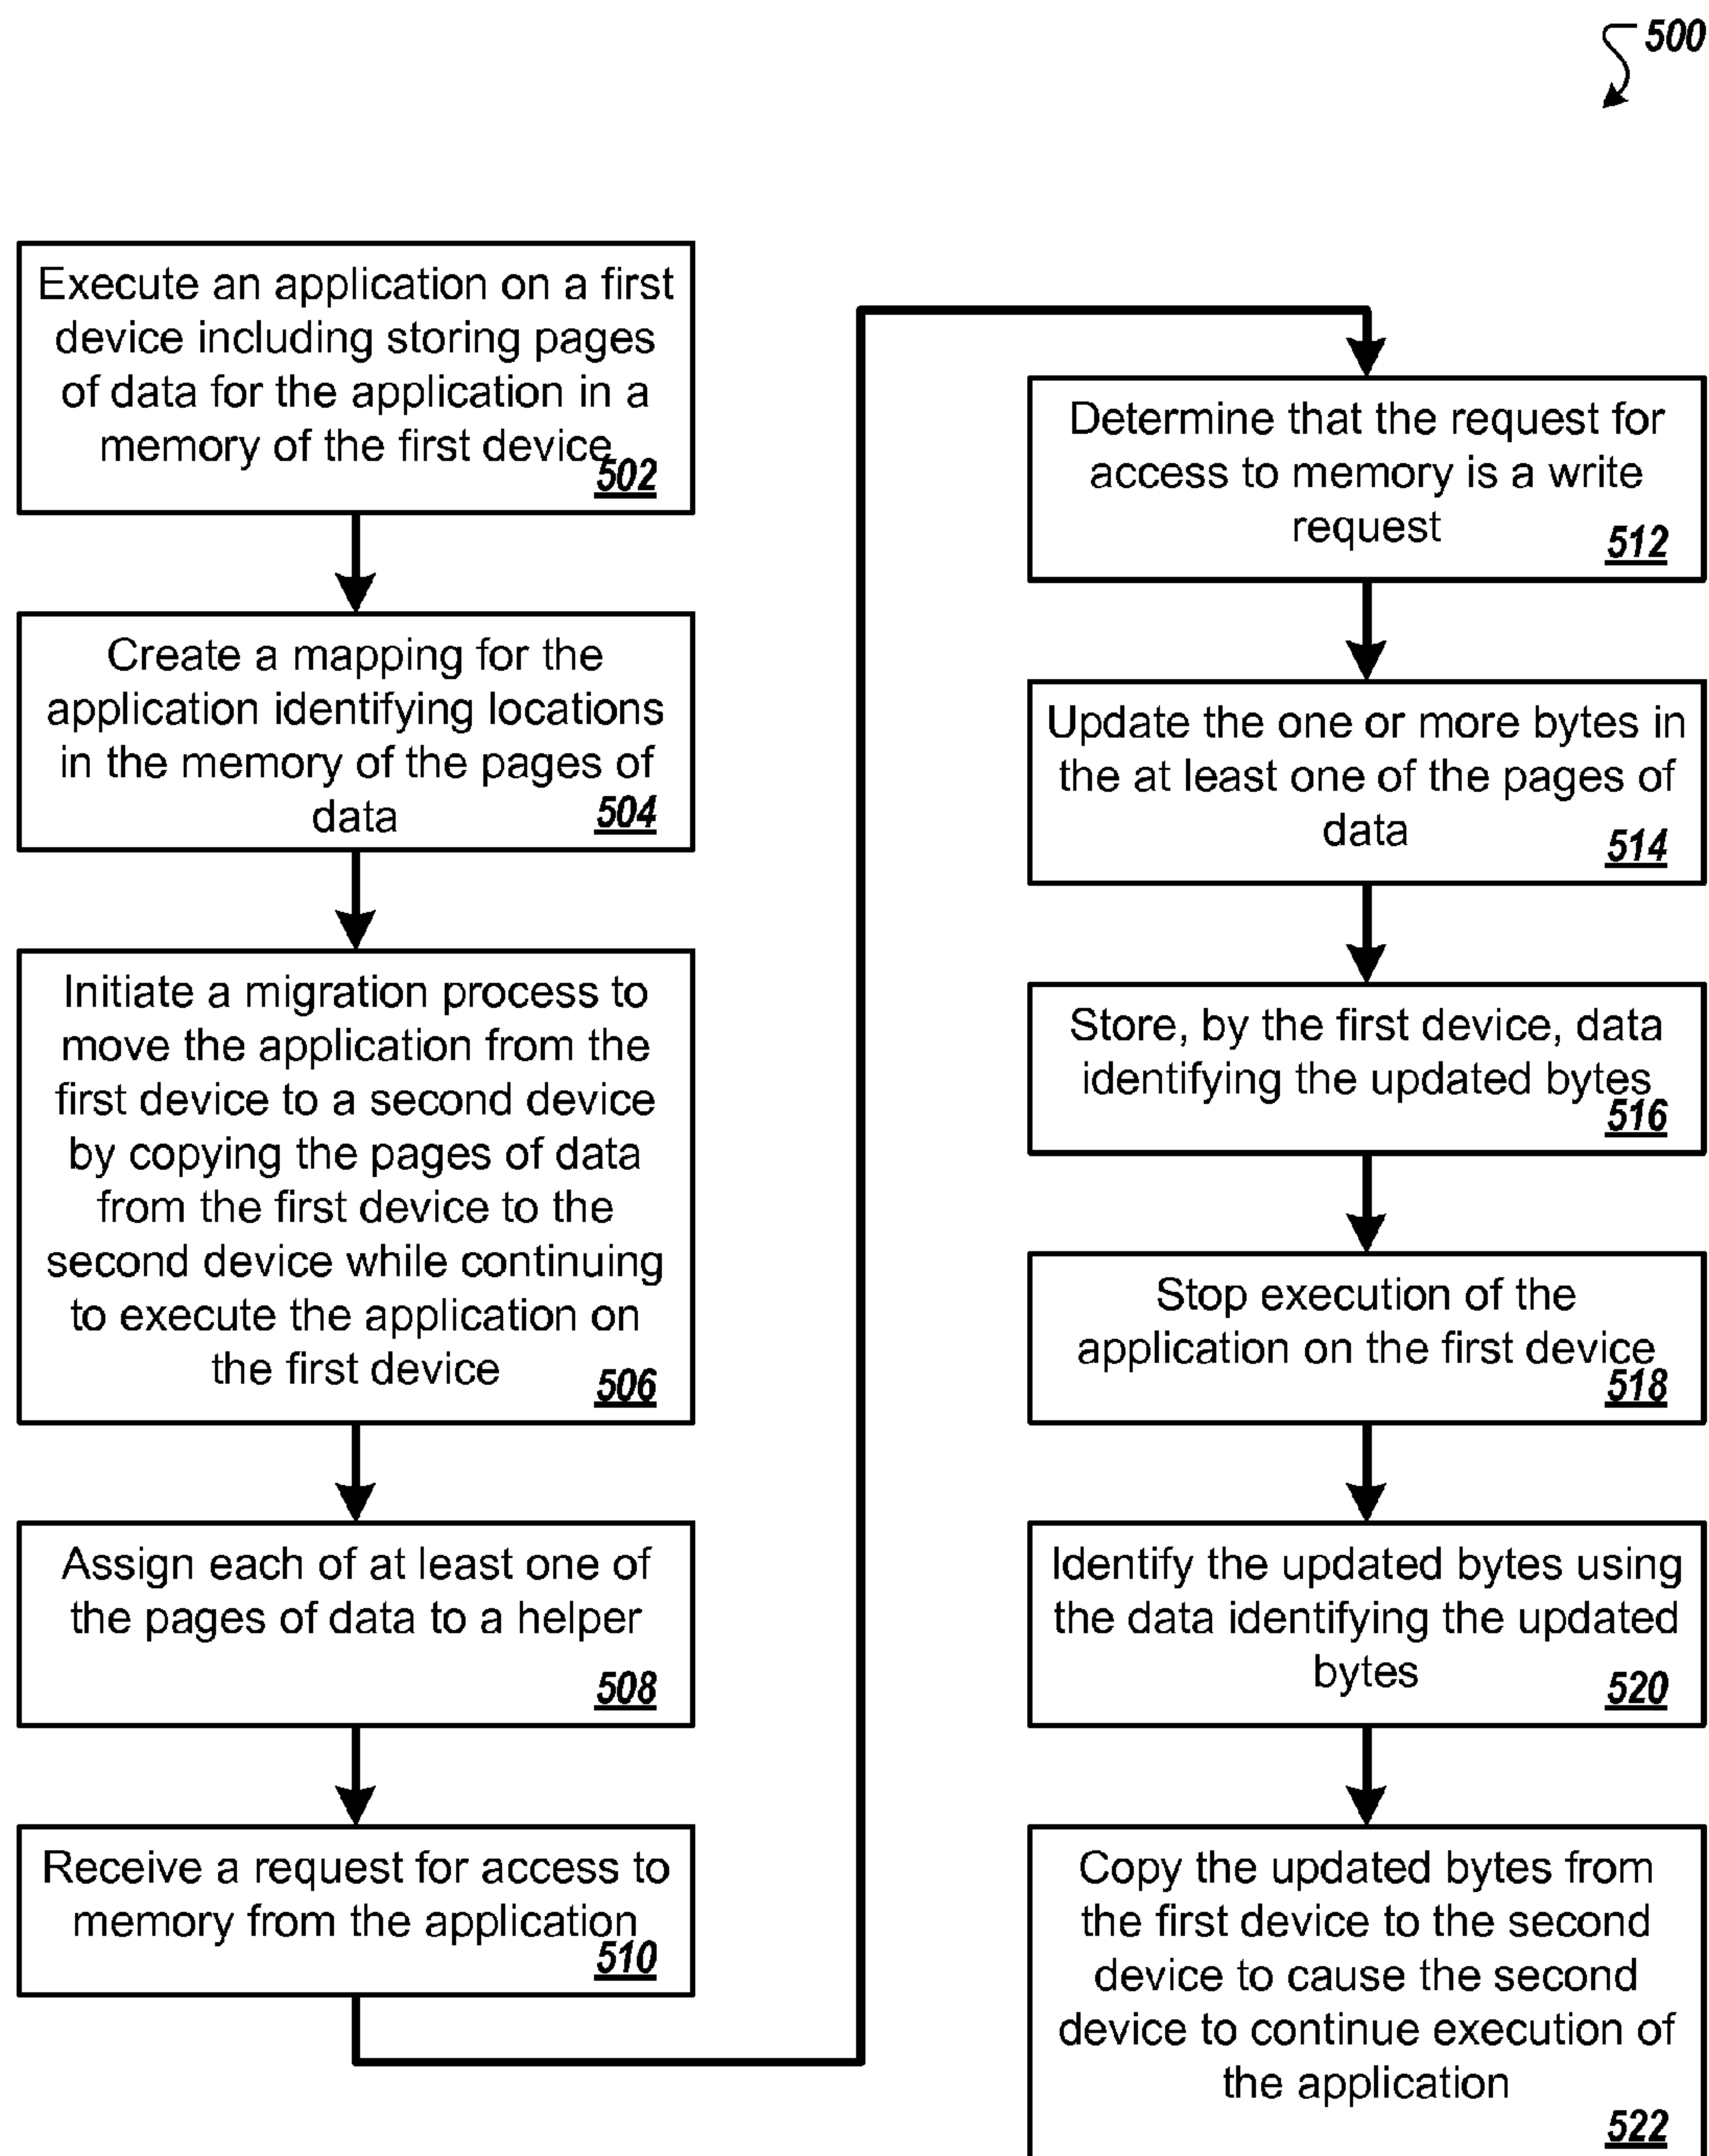 500
Execute an application on a first
device including storing pages
of data for the application in a
memory of the first device
502
Create a mapping for the
application identifying locations
in the memory of the pages of
data 504
Initiate a migration process to
move the application from the
first device to a second device
by copying the pages of data
from the first device to the
second device while continuing
to execute the application on
the first device 506
Assign each of at least one of
the pages of data to a helper
508
Receive a request for access to
memory from the application
510
Determine that the request for
access to memory is a write
request 512
Update the one or more bytes in
the at least one of the pages of
data 514
Store, by the first device, data
identifying the updated bytes
516
Stop execution of the
application on the first device
518
Identify the updated bytes using
the data identifying the updated
bytes 520
Copy the updated bytes from
the first device to the second
device to cause the second
device to continue execution of
the application
522